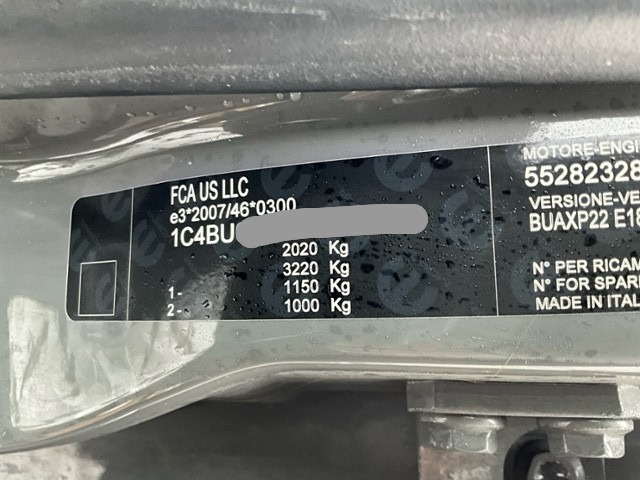 FCA US LLC
e3*2007/46*0300
1C4BU
2020 Kg
3220 Kg
1- 1150 Kg
2- 1000 Kg
MOTORE-ENGI
55282328
VERSIONE-VE
BUAXP22 E18
N° PER RICAM
N° FOR SPAR
MADE IN ITAL